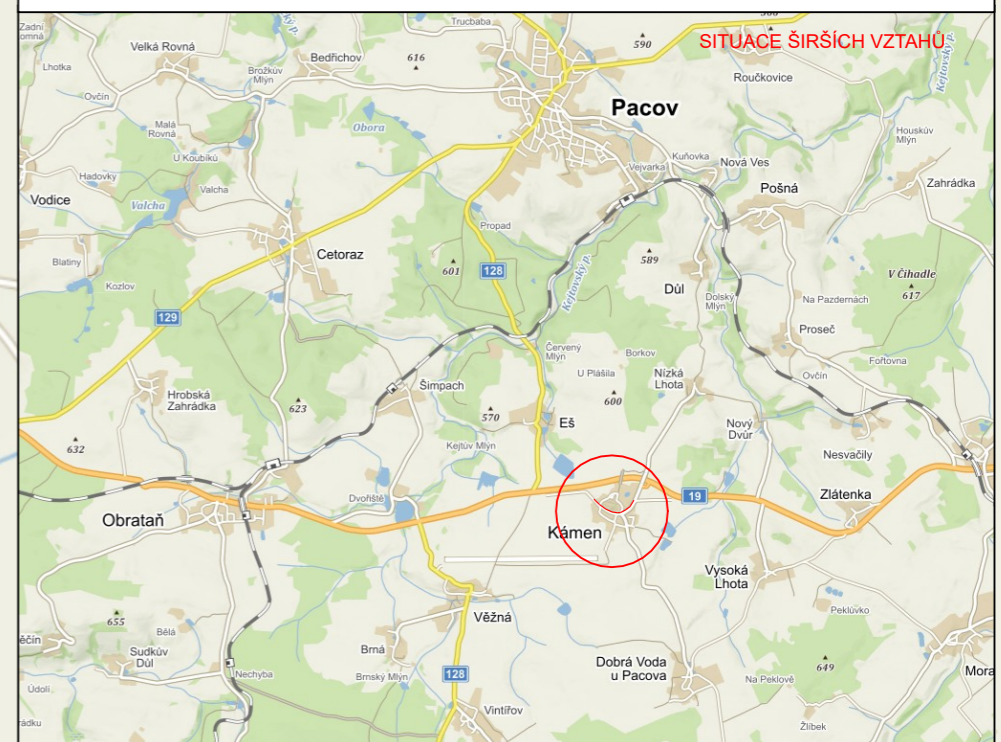 SITUACE ŠIRŠÍCH VZTAHŮ
Trucbaba
Zadní
Velká Rovná
Bedřichov
616
590
Lhotka
Brožkův
Mlýn
Roučkovice
Kejtovský p.
Ovčín
Pacov
Malá
Rovná
Obora
Houskův
Mlýn
U Koubíků
Vejvarka
Kuňovka
Nová Ves
Hadovky
Valcha
Pošná
Zahrádka
Vodice
Valcha
Propad
Cetoraz
Blatiny
601
128
Kejtovský p.
589
V Čihadle
617
Kozlov
Důl
Dolský
Mlýn
Na Pazdernách
129
Proseč
Červený
Mlýn
Borkov
Fořtovna
U Plášila
Nízká
Lhota
Ovčín
Šimpach
Hrobská
Zahrádka
623
570
600
Eš
Nový
Dvůr
632
Kejtův Mlýn
Nesvačily
Dvořiště
19
Zlátenka
Obrataň
Kámen
Vysoká
Lhota
655
Věžná
Peklůvko
Bělá
ěčín
Sudkův
Důl
Brná
Dobrá Voda
u Pacova
649
Nechyba
Brnský Mlýn
128
Na Peklově
Mora
Údolí
Vintířov
Žlíbek
rádku